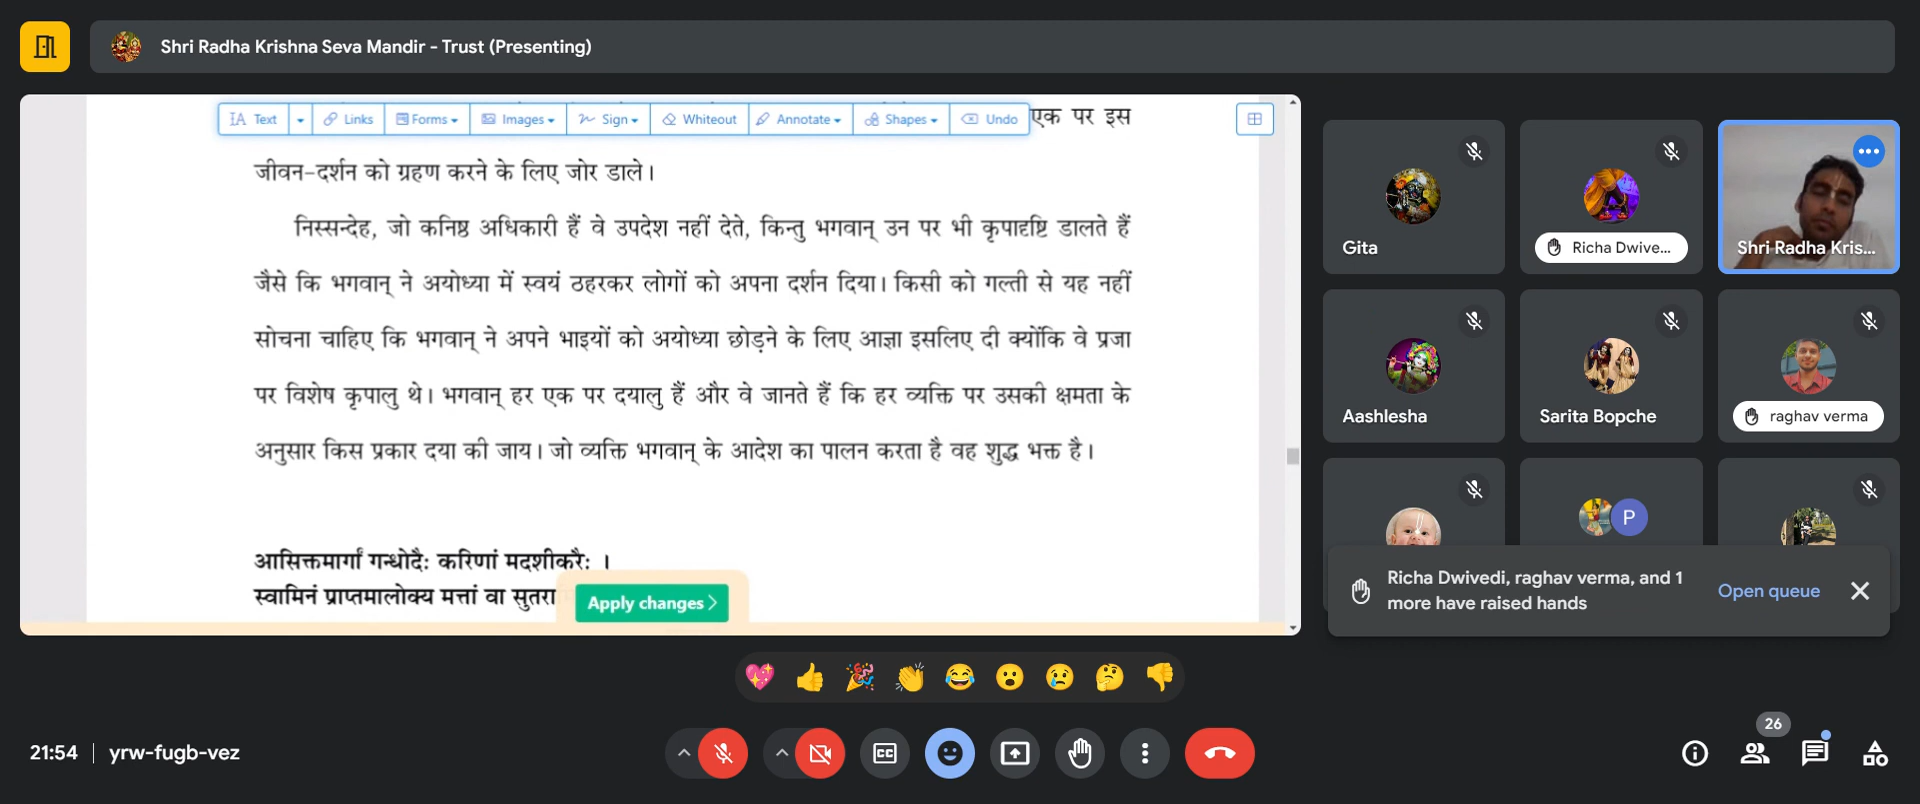 Shri Radha Krishna Seva Mandir - Trust (Presenting)
Text Links Forms Images Sign Whiteout Annotate Shapes Undo
एक पर इस
जीवन-दर्शन को ग्रहण करने के लिए जोर डाले।
निस्सन्देह, जो कनिष्ठ अधिकारी हैं वे उपदेश नहीं देते, किन्तु भगवान् उन पर भी कृपादृष्टि डालते हैं
जैसे कि भगवान् ने अयोध्या में स्वयं ठहरकर लोगों को अपना दर्शन दिया। किसी को गल्ती से यह नहीं
सोचना चाहिए कि भगवान् ने अपने भाइयों को अयोध्या छोड़ने के लिए आज्ञा इसलिए दी क्योंकि वे प्रजा
पर विशेष कृपालु थे। भगवान् हर एक पर दयालु हैं और वे जानते हैं कि हर व्यक्ति पर उसकी क्षमता के
अनुसार किस प्रकार दया की जाय। जो व्यक्ति भगवान् के आदेश का पालन करता है वह शुद्ध भक्त है।
आसिक्तमार्गां गन्धोदैः करिणां मदशीकरैः ।
स्वामिनं प्राप्तमालोक्य मत्तां वा सुतरा
Apply changes
Gita
Richa Dwive...
Shri Radha Kris...
Aashlesha
Sarita Bopche
raghav verma
P
Richa Dwivedi, raghav verma, and 1
more have raised hands
Open queue
21:54
yrw-fugb-vez
CC
26